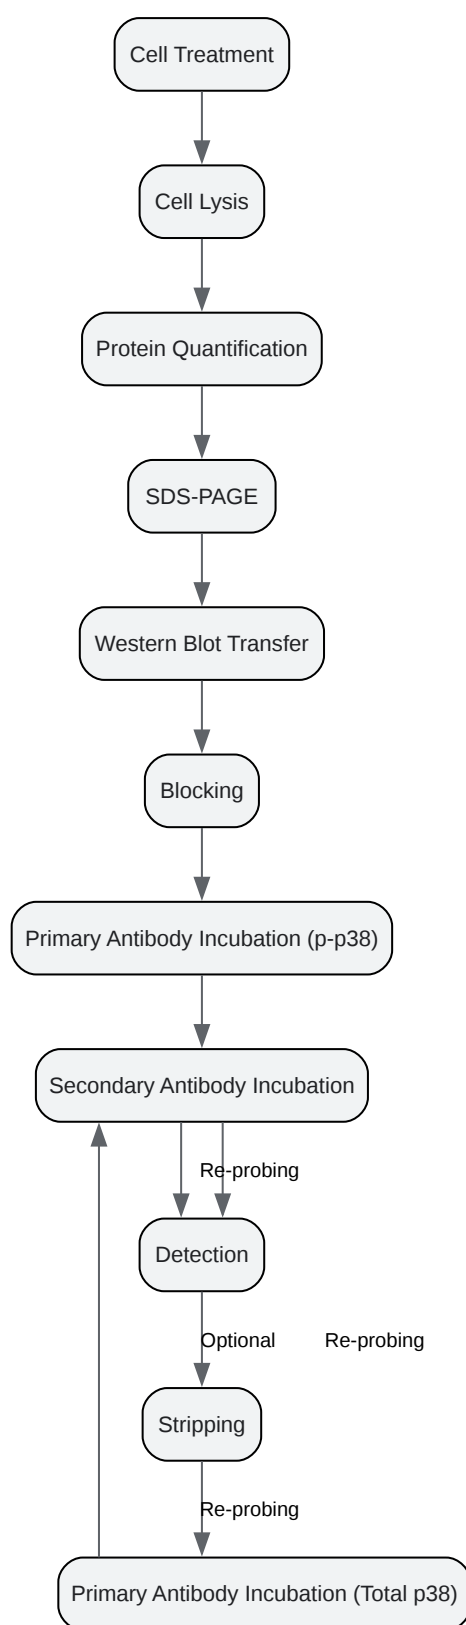 Cell Treatment
Cell Lysis
Protein Quantification
SDS-PAGE
Western Blot Transfer
Blocking
Primary Antibody Incubation (p-p38)
Secondary Antibody Incubation
Re-probing
Detection
Optional
Re-probing
Stripping
Re-probing
Primary Antibody Incubation (Total p38)